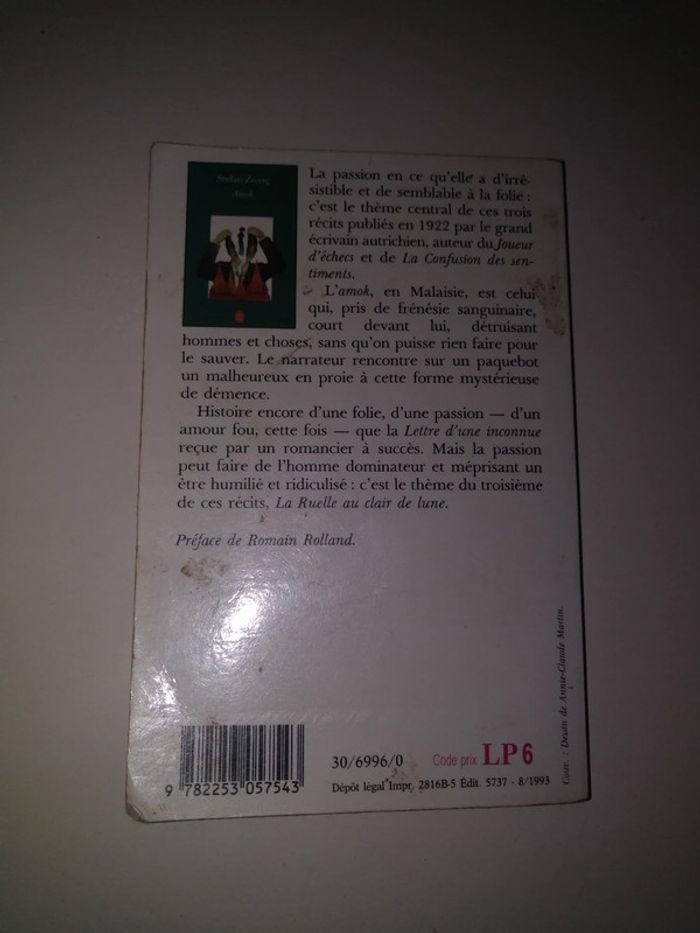 Stefan Zweig
Amok
La passion en ce qu'elle a d'irré-
sistible et de semblable à la folie :
c'est le thème central de ces trois
récits publiés en 1922 par le grand
écrivain autrichien, auteur du Joueur
d'échecs et de La Confusion des sen-
timents.
L'amok, en Malaisie, est celui
qui, pris de frénésie sanguinaire,
court devant lui, détruisant
hommes et choses, sans qu'on puisse rien faire pour
le sauver. Le narrateur rencontre sur un paquebot
un malheureux en proie à cette forme mystérieuse
de démence.
Histoire encore d'une folie, d'une passion — d'un
amour fou, cette fois — que la Lettre d'une inconnue
reçue par un romancier à succès. Mais la passion
peut faire de l'homme dominateur et méprisant un
être humilié et ridiculisé : c'est le thème du troisième
de ces récits, La Ruelle au clair de lune.
Préface de Romain Rolland.
Couv. : Dessin de Annie-Claude Martin.
30/6996/0
Code prix LP 6
9 782253 057543
Dépôt légal Impr. 2816B-5 Édit. 5737 - 8/1993